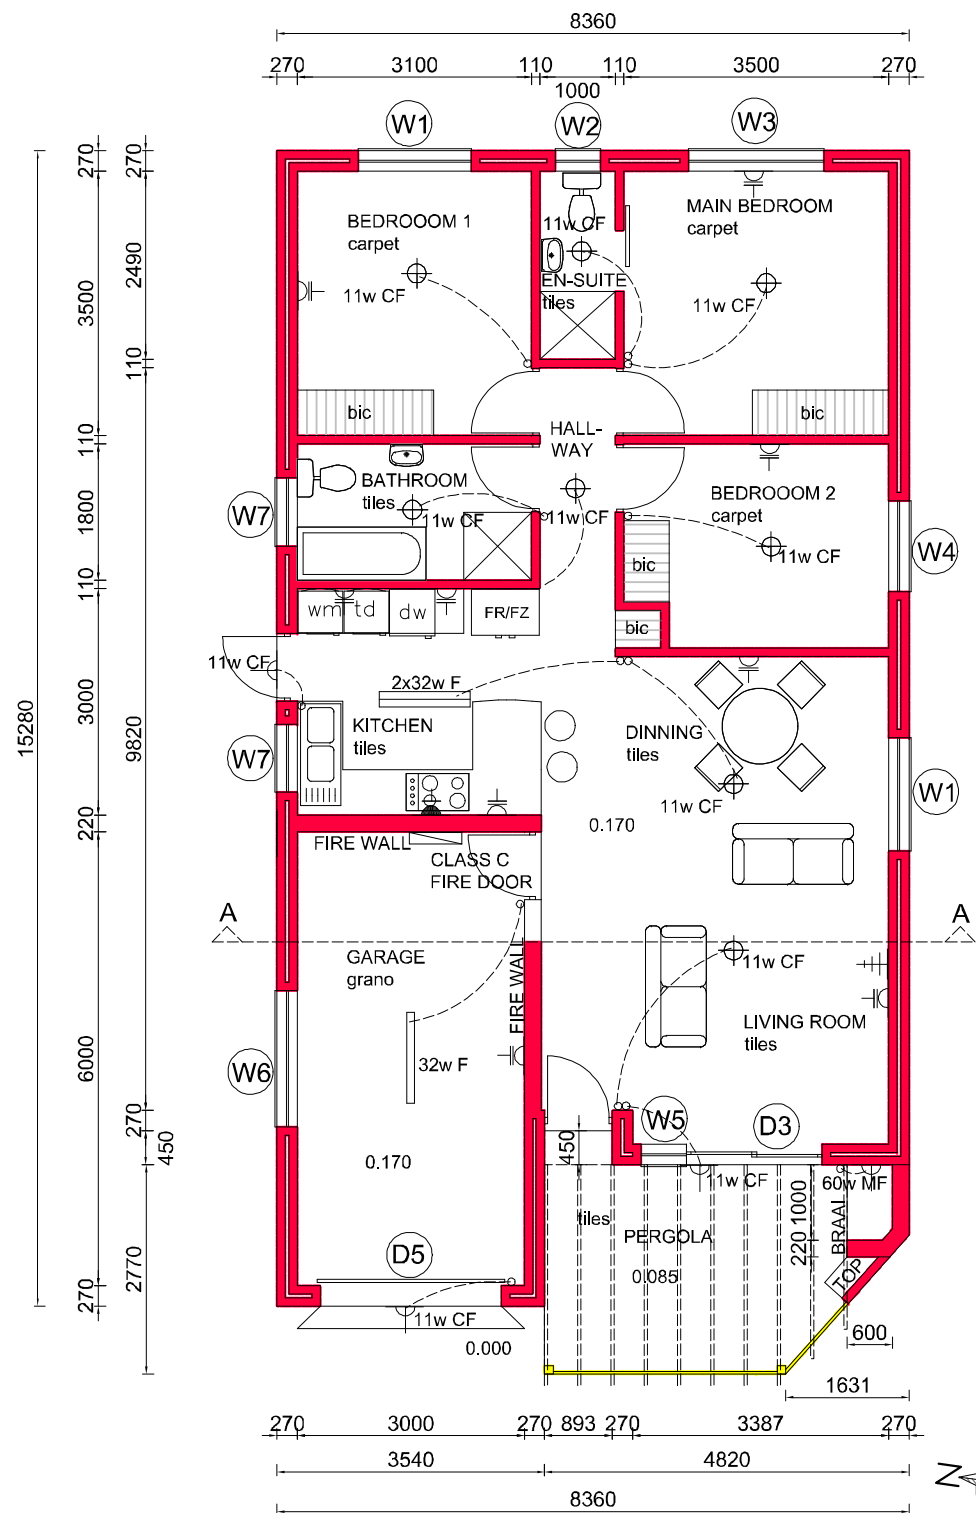 8360
270 3100 110 1000 110 3500 270
W1
W2
W3
270
3500
110
1800
110
3000
220
6000
270
270
2490
110
9820
270
450
2770
15280
BEDROOOM 1
carpet
11w CF
11w CF
EN-SUITE
tiles
MAIN BEDROOM
carpet
11w CF
bic
HALL-
WAY
bic
BATHROOM
tiles
11w CF
11w CF
BEDROOOM 2
carpet
11w CF
W7
W4
bic
bic
wm td dw FR/FZ
11w CF
2x32w F
KITCHEN
tiles
DINNING
tiles
W7
W1
11w CF
0.170
FIRE WALL
CLASS C
FIRE DOOR
A
A
GARAGE
grano
FIRE WALL
11w CF
LIVING ROOM
tiles
W6
32w F
W5
D3
450
0.170
11w CF
60w MF
tiles
PERGOLA
0.085
220 1000
BRAAI
TOP
D5
11w CF
0.000
600
1631
270 3000 270 893 270 3387 270
3540 4820
8360
N